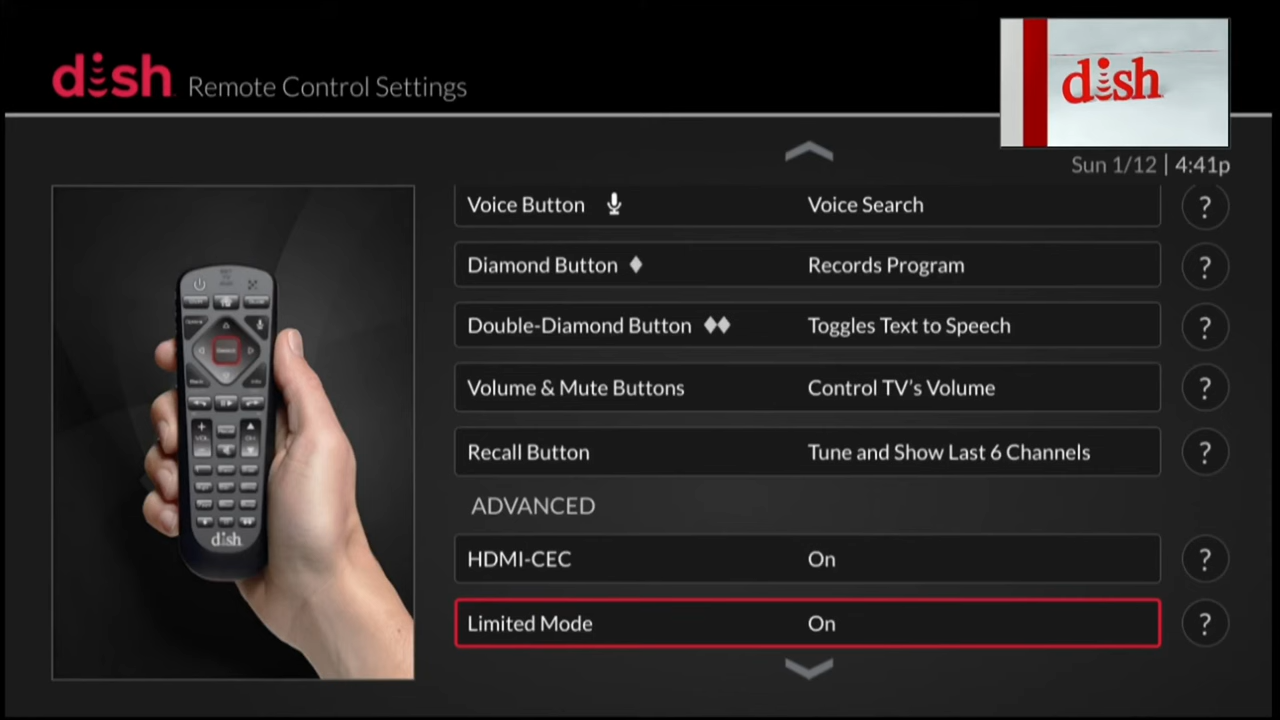 dish Remote Control Settings
dish
Sun 1/12 | 4:41p
Voice Button Voice Search ?
Diamond Button ♦ Records Program ?
Double-Diamond Button ♦♦ Toggles Text to Speech ?
Volume & Mute Buttons Control TV's Volume ?
Recall Button Tune and Show Last 6 Channels ?
ADVANCED
HDMI-CEC On ?
Limited Mode On ?
dish